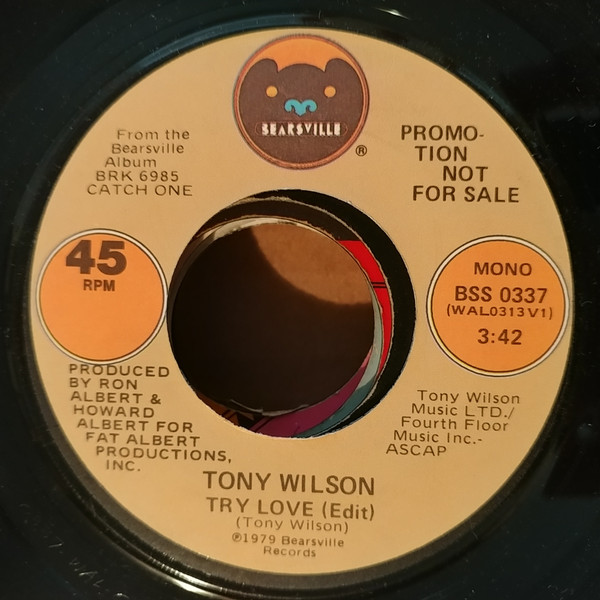 BEARSVILLE
®
From the
Bearsville
Album
BRK 6985
CATCH ONE
PROMO-
TION
NOT
FOR SALE
45
RPM
MONO
BSS 0337
(WAL0313V1)
3:42
PRODUCED
BY RON
ALBERT &
HOWARD
ALBERT FOR
FAT ALBERT
PRODUCTIONS,
INC.
Tony Wilson
Music LTD./
Fourth Floor
Music Inc.-
ASCAP
TONY WILSON
TRY LOVE (Edit)
(Tony Wilson)
℗1979 Bearsville
Records